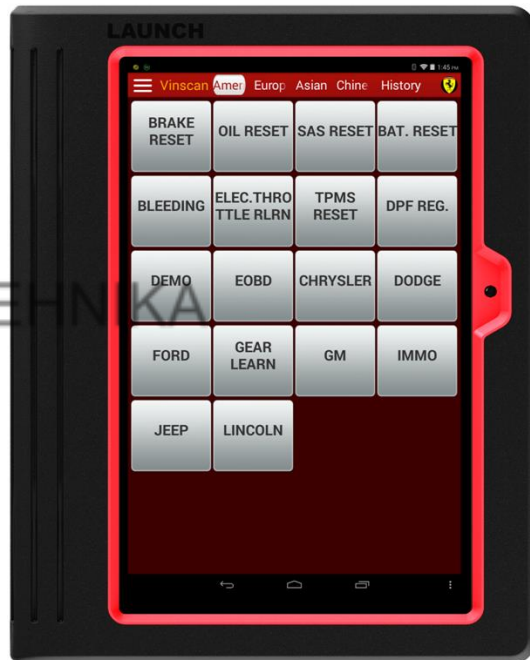 LAUNCH
1:45 PM
Vinscan Amer Europ Asian Chine History
BRAKE
RESET
OIL RESET
SAS RESET
BAT. RESET
BLEEDING
ELEC.THRO
TTLE RLRN
TPMS
RESET
DPF REG.
DEMO
EOBD
CHRYSLER
DODGE
EHNIKA
FORD
GEAR
LEARN
GM
IMMO
JEEP
LINCOLN